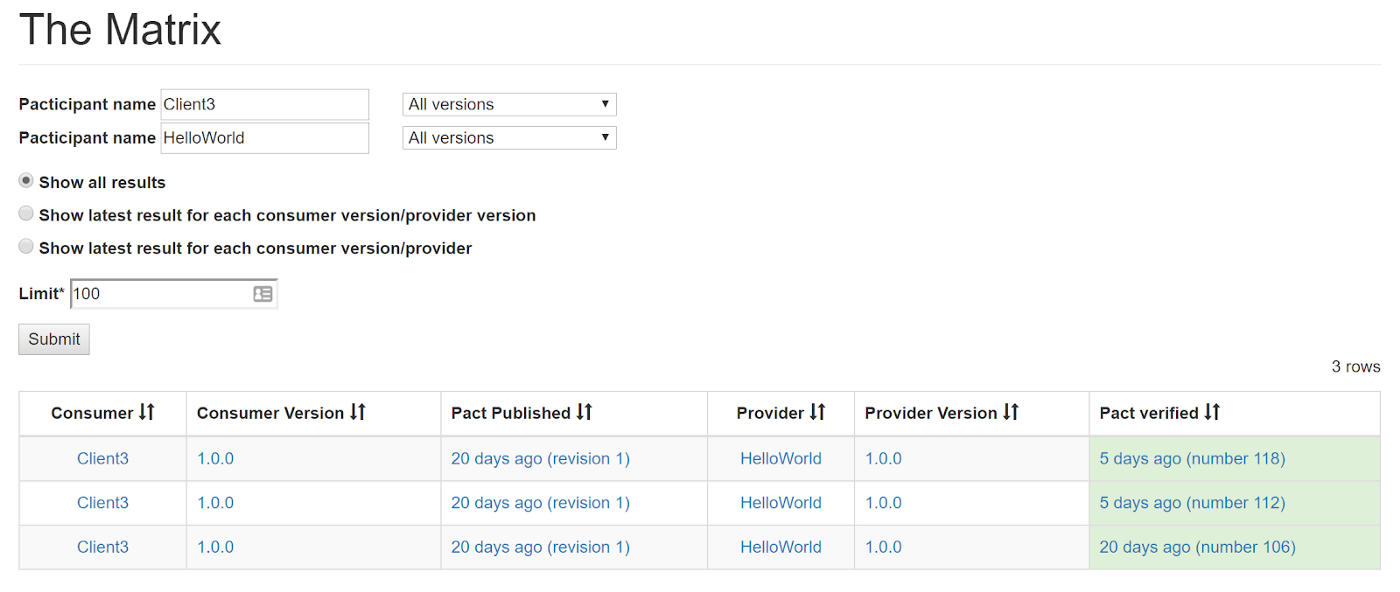 The Matrix
Pacticipant name Client3 All versions
Pacticipant name HelloWorld All versions
Show all results
Show latest result for each consumer version/provider version
Show latest result for each consumer version/provider
Limit* 100
Submit
3 rows
Consumer Consumer Version Pact Published Provider Provider Version Pact verified
Client3 1.0.0 20 days ago (revision 1) HelloWorld 1.0.0 5 days ago (number 118)
Client3 1.0.0 20 days ago (revision 1) HelloWorld 1.0.0 5 days ago (number 112)
Client3 1.0.0 20 days ago (revision 1) HelloWorld 1.0.0 20 days ago (number 106)